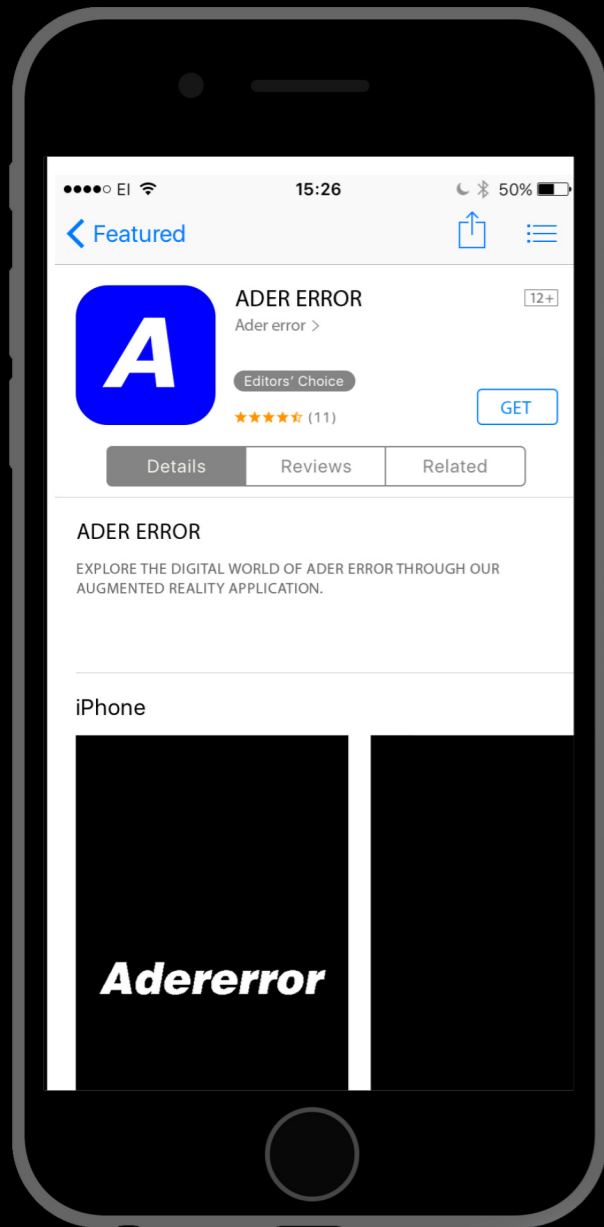 EI 15:26 50%
Featured
ADER ERROR 12+
Ader error >
Editors' Choice
(11) GET
A
Details Reviews Related
ADER ERROR
EXPLORE THE DIGITAL WORLD OF ADER ERROR THROUGH OUR
AUGMENTED REALITY APPLICATION.
iPhone
Adererror